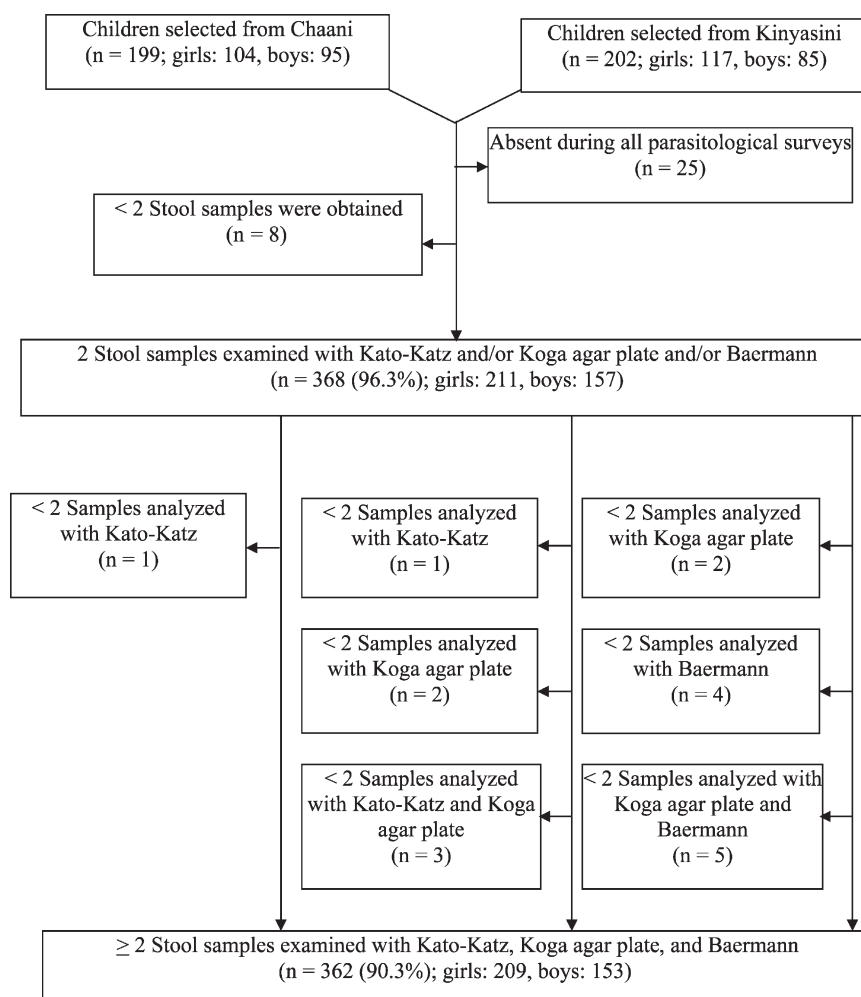 Children selected from Chaani
(n = 199; girls: 104, boys: 95)
Children selected from Kinyasini
(n = 202; girls: 117, boys: 85)
Absent during all parasitological surveys
(n = 25)
< 2 Stool samples were obtained
(n = 8)
2 Stool samples examined with Kato-Katz and/or Koga agar plate and/or Baermann
(n = 368 (96.3%); girls: 211, boys: 157)
< 2 Samples analyzed
with Kato-Katz
(n = 1)
< 2 Samples analyzed
with Kato-Katz
(n = 1)
< 2 Samples analyzed
with Koga agar plate
(n = 2)
< 2 Samples analyzed
with Koga agar plate
(n = 2)
< 2 Samples analyzed
with Baermann
(n = 4)
< 2 Samples analyzed
with Kato-Katz and Koga
agar plate
(n = 3)
< 2 Samples analyzed with
Koga agar plate and
Baermann
(n = 5)
≥ 2 Stool samples examined with Kato-Katz, Koga agar plate, and Baermann
(n = 362 (90.3%); girls: 209, boys: 153)